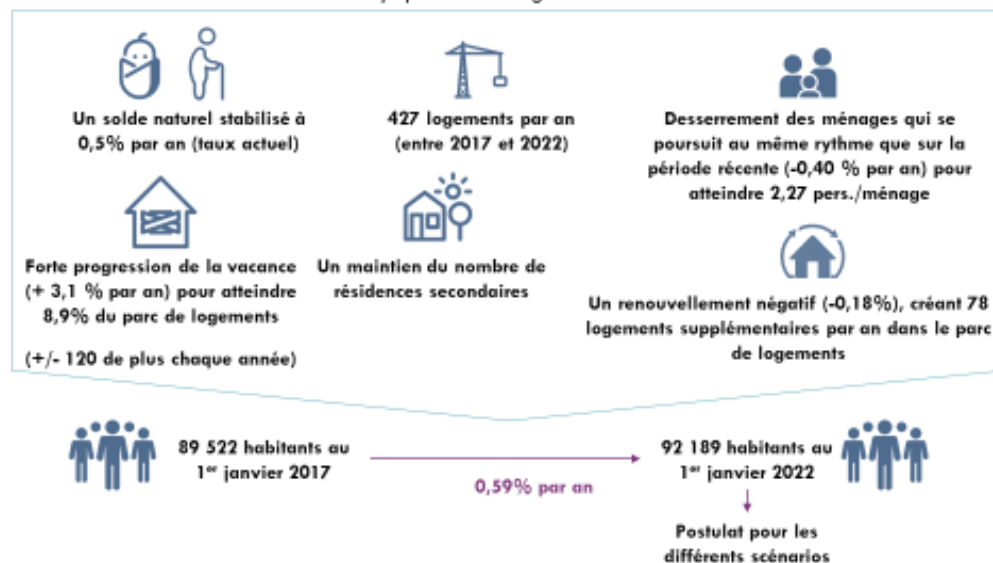 Un solde naturel stabilisé à
0,5% par an (taux actuel)
427 logements par an
(entre 2017 et 2022)
Desserrement des ménages qui se
poursuit au même rythme que sur la
période récente (-0,40 % par an) pour
atteindre 2,27 pers./ménage
Forte progression de la vacance
(+ 3,1 % par an) pour atteindre
8,9% du parc de logements
(+/- 120 de plus chaque année)
Un maintien du nombre de
résidences secondaires
Un renouvellement négatif (-0,18%), créant 78
logements supplémentaires par an dans le parc
de logements
89 522 habitants au
1er janvier 2017
0,59% par an
92 189 habitants au
1er janvier 2022
Postulat pour les
différents scénarios